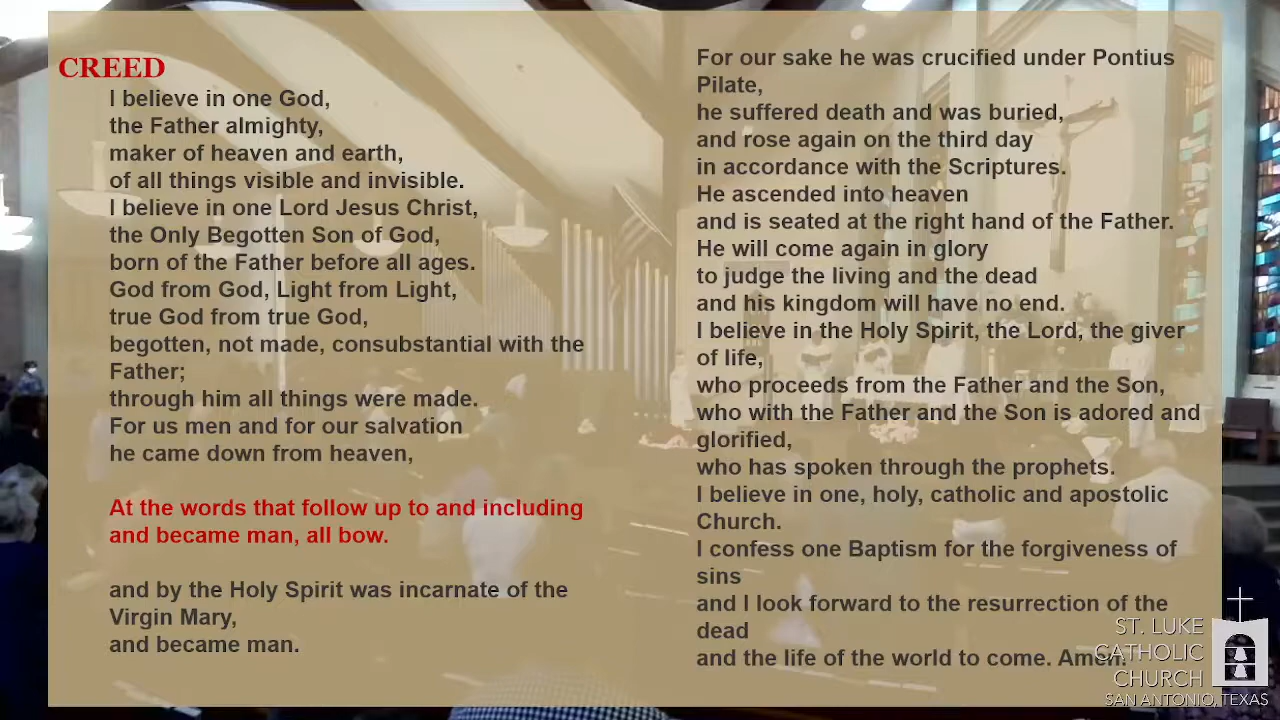 CREED
I believe in one God,
the Father almighty,
maker of heaven and earth,
of all things visible and invisible.
I believe in one Lord Jesus Christ,
the Only Begotten Son of God,
born of the Father before all ages.
God from God, Light from Light,
true God from true God,
begotten, not made, consubstantial with the
Father;
through him all things were made.
For us men and for our salvation
he came down from heaven,
At the words that follow up to and including
and became man, all bow.
and by the Holy Spirit was incarnate of the
Virgin Mary,
and became man.
For our sake he was crucified under Pontius
Pilate,
he suffered death and was buried,
and rose again on the third day
in accordance with the Scriptures.
He ascended into heaven
and is seated at the right hand of the Father.
He will come again in glory
to judge the living and the dead
and his kingdom will have no end.
I believe in the Holy Spirit, the Lord, the giver
of life,
who proceeds from the Father and the Son,
who with the Father and the Son is adored and
glorified,
who has spoken through the prophets.
I believe in one, holy, catholic and apostolic
Church.
I confess one Baptism for the forgiveness of
sins
and I look forward to the resurrection of the
dead
and the life of the world to come. Amen.
ST. LUKE
CATHOLIC
CHURCH
SAN ANTONIO, TEXAS